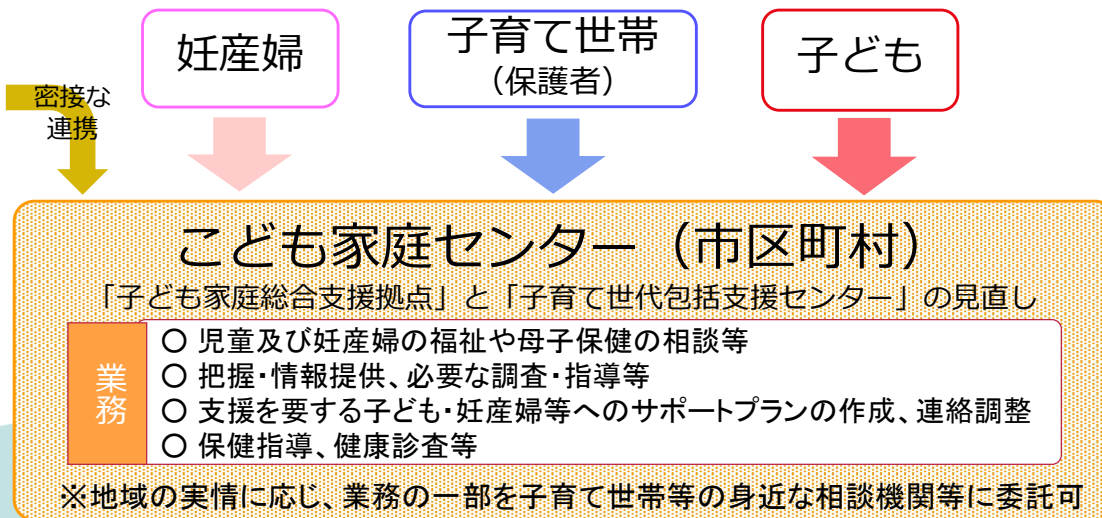 妊産婦
子育て世帯
（保護者）
子ども
密接な
連携
こども家庭センター（市区町村）
「子ども家庭総合支援拠点」と「子育て世代包括支援センター」の見直し
業務
〇 児童及び妊産婦の福祉や母子保健の相談等
〇 把握・情報提供、必要な調査・指導等
〇 支援を要する子ども・妊産婦等へのサポートプランの作成、連絡調整
〇 保健指導、健康診査等
※地域の実情に応じ、業務の一部を子育て世帯等の身近な相談機関等に委託可